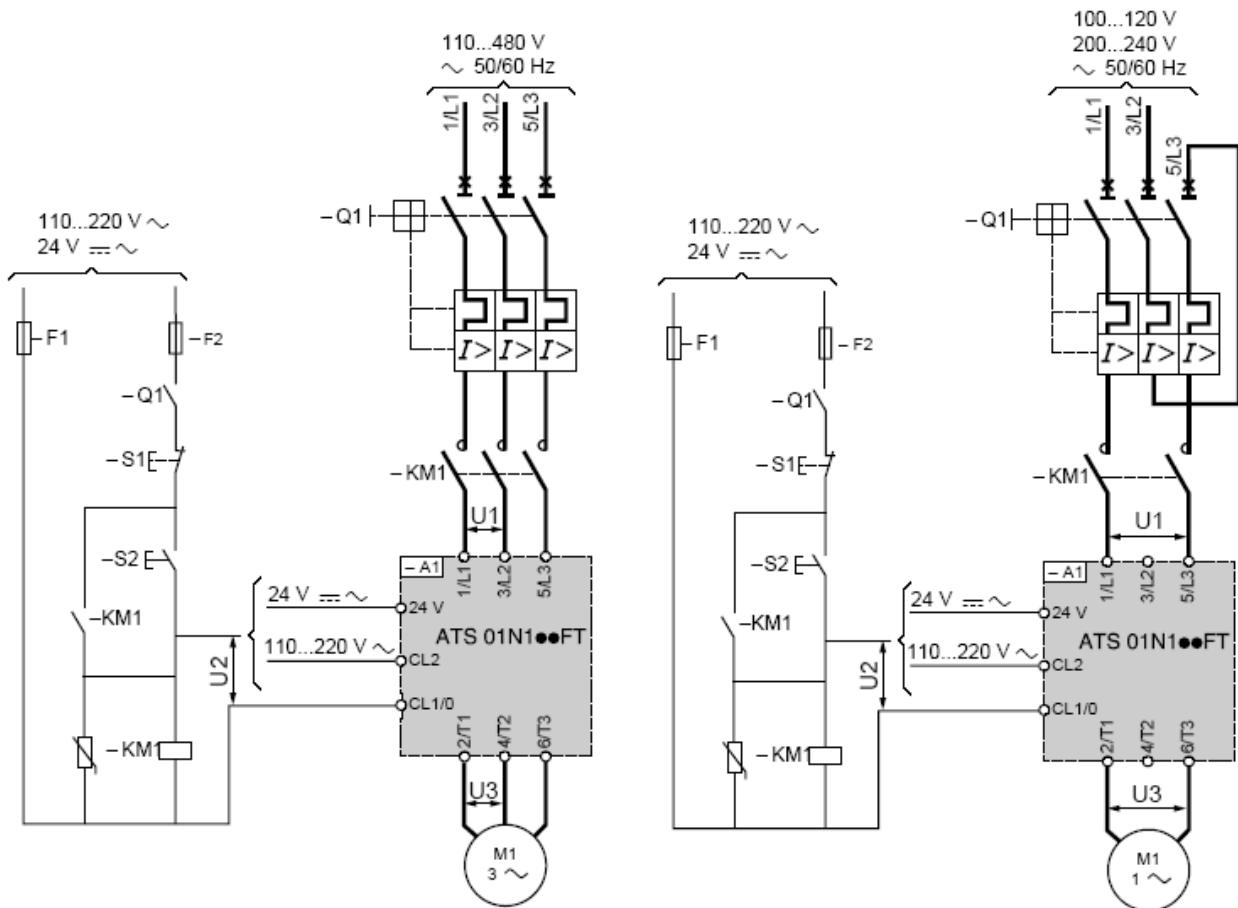 110...480 V
∼ 50/60 Hz
1/L1
3/L2
5/L3
110...220 V ∼
24 V ⎓ ∼
–Q1
–F1
–F2
I>
I>
I>
–Q1
–S1
–KM1
U1
–S2
–A1
1/L1
3/L2
5/L3
24 V ⎓ ∼
24 V
–KM1
ATS 01N1●●FT
110...220 V ∼
CL2
U2
CL1/0
–KM1
2/T1
4/T2
6/T3
U3
M1
3 ∼
100...120 V
200...240 V
∼ 50/60 Hz
1/L1
3/L2
5/L3
110...220 V ∼
24 V ⎓ ∼
–Q1
–F1
–F2
I>
I>
I>
–Q1
–S1
–KM1
U1
–S2
–A1
1/L1
3/L2
5/L3
24 V ⎓ ∼
24 V
–KM1
ATS 01N1●●FT
110...220 V ∼
CL2
U2
CL1/0
–KM1
2/T1
4/T2
6/T3
U3
M1
1 ∼